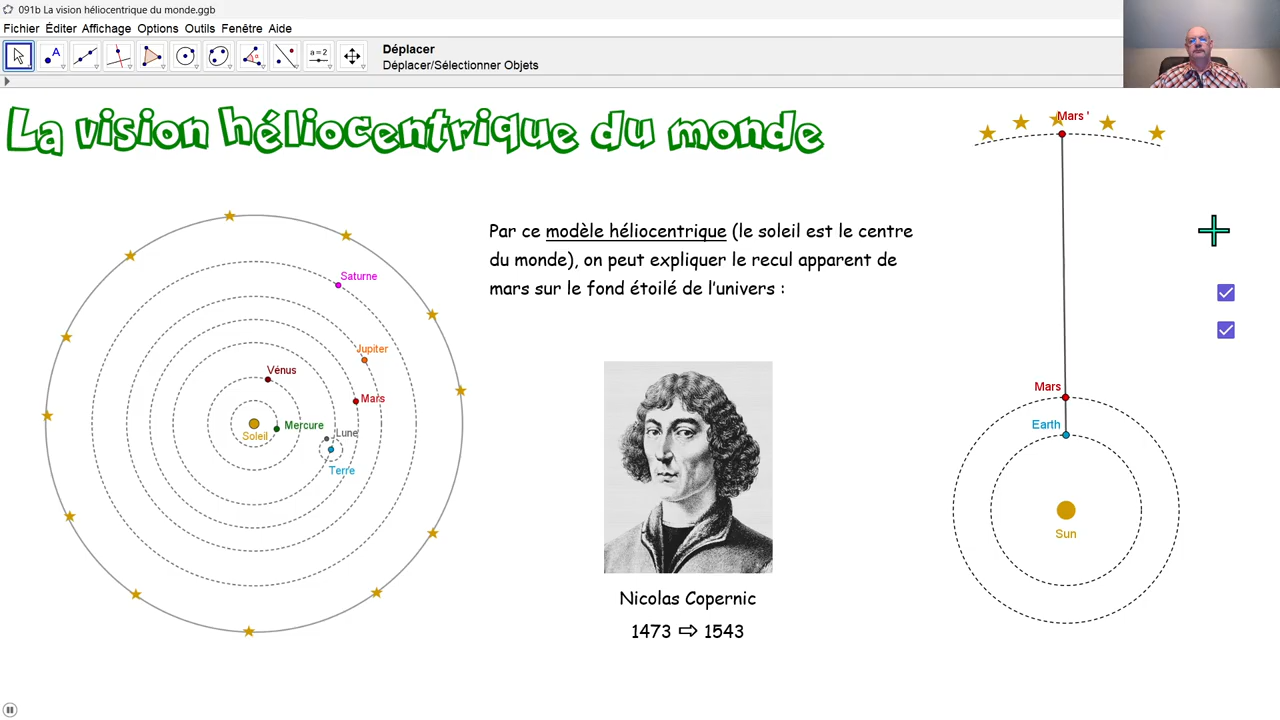 091b La vision héliocentrique du monde.ggb
Fichier Éditer Affichage Options Outils Fenêtre Aide
A
a=2
Déplacer
Déplacer/Sélectionner Objets
La vision héliocentrique du monde
Mars '
Par ce modèle héliocentrique (le soleil est le centre
du monde), on peut expliquer le recul apparent de
mars sur le fond étoilé de l'univers :
Saturne
Jupiter
Vénus
Mars
Mercure
Lune
Soleil
Terre
Mars
Earth
Sun
Nicolas Copernic
1473 ⇨ 1543